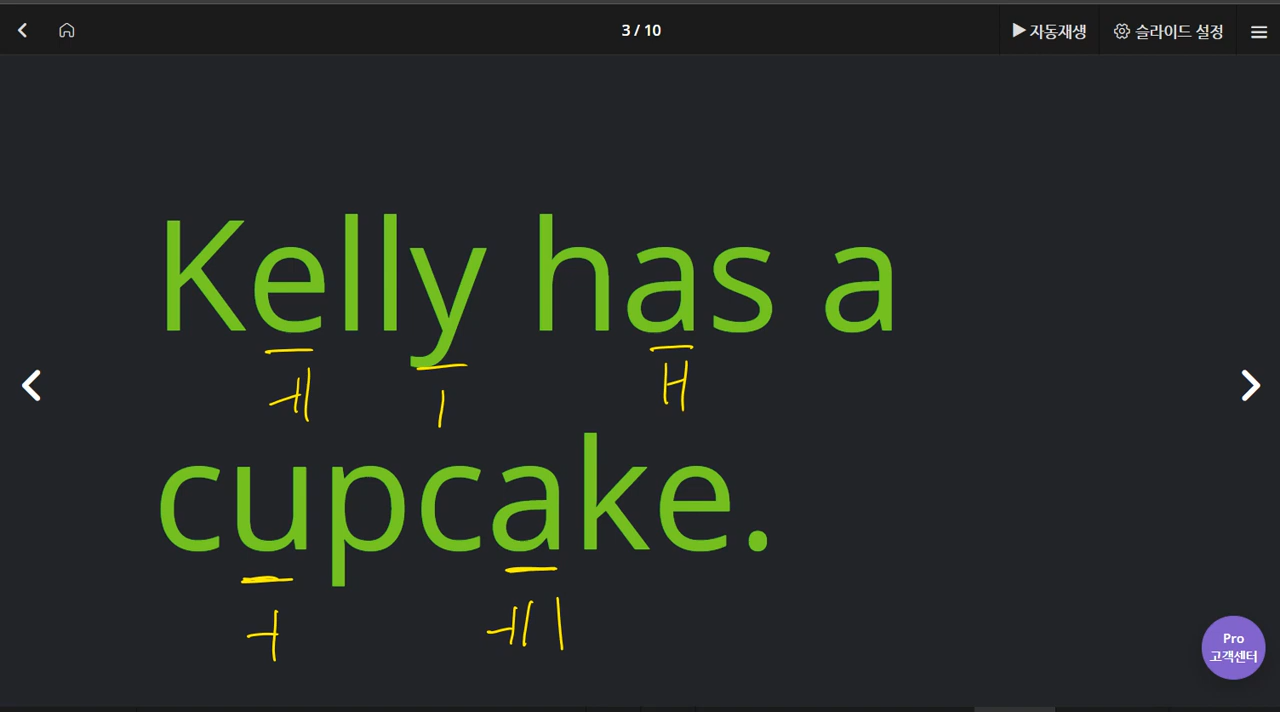 3 / 10
▶ 자동재생
슬라이드 설정
Kelly has a
ㅔ ㅣ ㅐ
cupcake.
ㅓ ㅔㅣ
Pro
고객센터